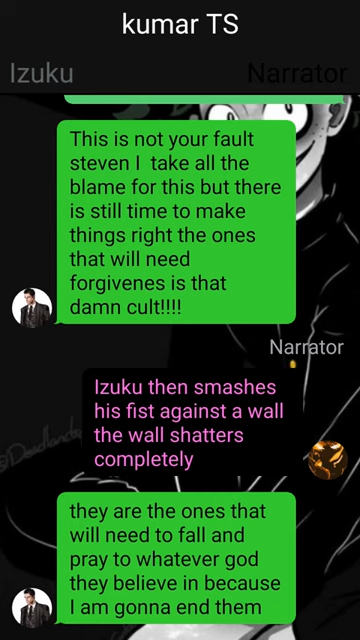 kumar TS
Izuku
Narrator
This is not your fault
steven I  take all the
blame for this but there
is still time to make
things right the ones
that will need
forgivenes is that
damn cult!!!!
Narrator
Izuku then smashes
his fist against a wall
the wall shatters
completely
they are the ones that
will need to fall and
pray to whatever god
they believe in because
I am gonna end them